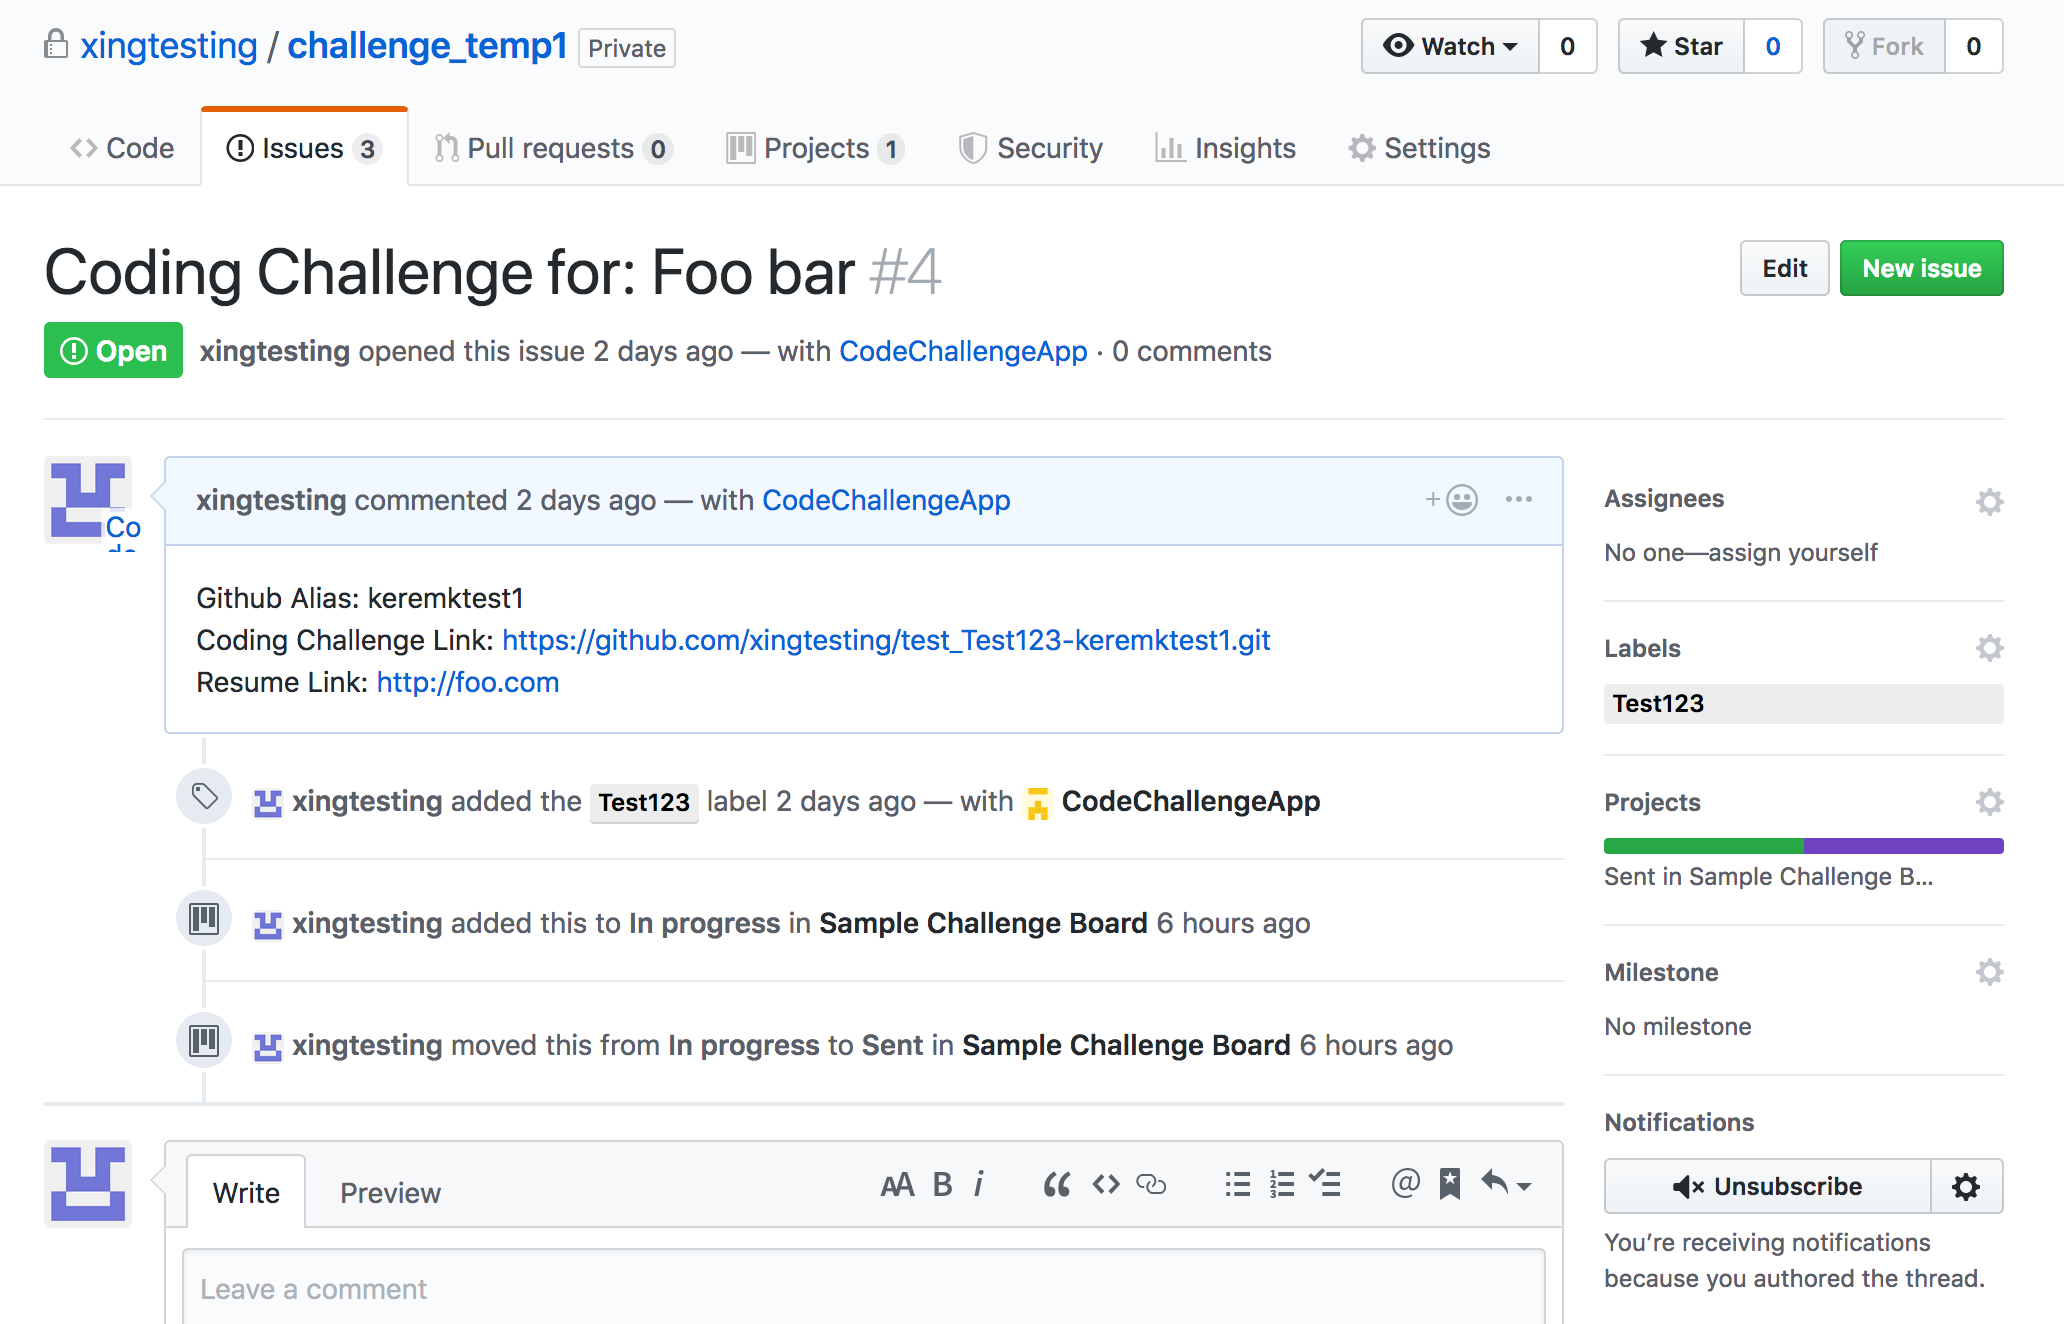 xingtesting / challenge_temp1 Private Watch 0 Star 0 Fork 0
Code Issues 3 Pull requests 0 Projects 1 Security Insights Settings
Coding Challenge for: Foo bar #4 Edit New issue
Open xingtesting opened this issue 2 days ago — with CodeChallengeApp · 0 comments
Co
xingtesting commented 2 days ago — with CodeChallengeApp
Github Alias: keremktest1
Coding Challenge Link: https://github.com/xingtesting/test_Test123-keremktest1.git
Resume Link: http://foo.com
xingtesting added the Test123 label 2 days ago — with CodeChallengeApp
xingtesting added this to In progress in Sample Challenge Board 6 hours ago
xingtesting moved this from In progress to Sent in Sample Challenge Board 6 hours ago
Write Preview
Leave a comment
Assignees
No one—assign yourself
Labels
Test123
Projects
Sent in Sample Challenge B...
Milestone
No milestone
Notifications
Unsubscribe
You’re receiving notifications
because you authored the thread.